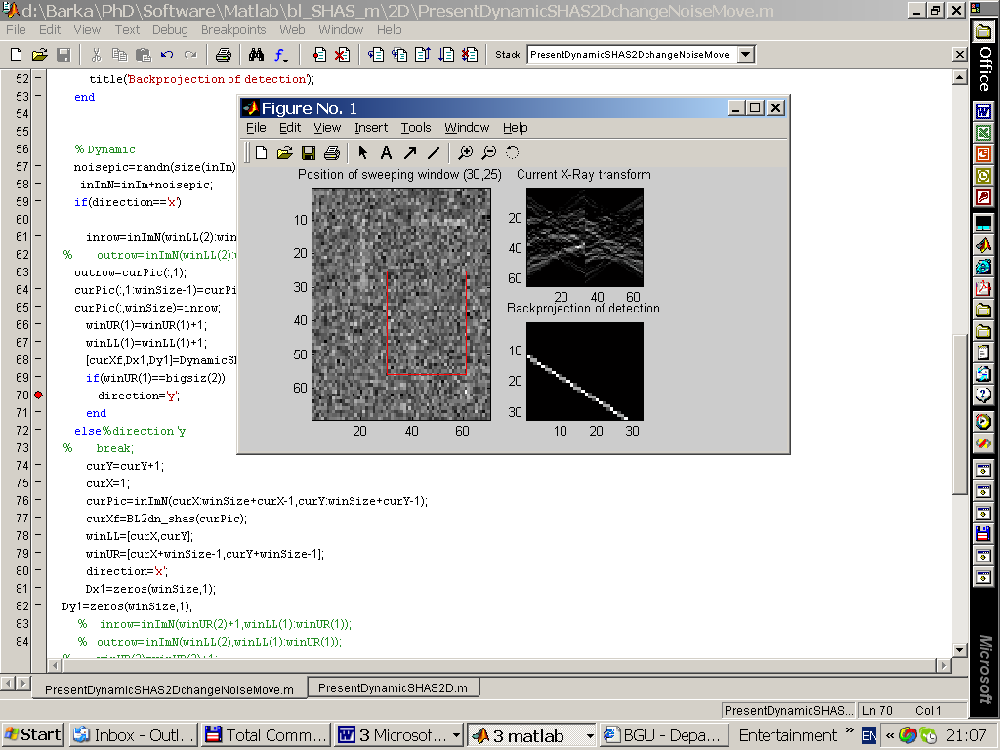 d:\Barka\PhD\Software\Matlab\bl_SHAS_m\2D\PresentDynamicSHAS2DchangeNoiseMove.m
File Edit View Text Debug Breakpoints Web Window Help
Stack: PresentDynamicSHAS2DchangeNoiseMove
Office
52 title('Backprojection of detection');
53 end
54
55
56 % Dynamic
57 noisepic=randn(size(inIm)
58 inImN=inIm+noisepic;
59 if(direction=='x')
60
61 inrow=inImN(winLL(2):win
62 % outrow=inImN(winLL(2):w
63 outrow=curPic(:,1);
64 curPic(:,1:winSize-1)=curPi
65 curPic(:,winSize)=inrow;
66 winUR(1)=winUR(1)+1;
67 winLL(1)=winLL(1)+1;
68 [curXf,Dx1,Dy1]=DynamicSH
69 if(winUR(1)==bigsiz(2))
70 direction='y';
71 end
72 else%direction 'y'
73 % break;
74 curY=curY+1;
75 curX=1;
76 curPic=inImN(curX:winSize+curX-1,curY:winSize+curY-1);
77 curXf=BL2dn_shas(curPic);
78 winLL=[curX,curY];
79 winUR=[curX+winSize-1,curY+winSize-1];
80 direction='x';
81 Dx1=zeros(winSize,1);
82 Dy1=zeros(winSize,1);
83 % inrow=inImN(winUR(2)+1,winLL(1):winUR(1));
84 % outrow=inImN(winLL(2),winLL(1):winUR(1));
% winUR(2)=winUR(2)+1;
Figure No. 1
File Edit View Insert Tools Window Help
Position of sweeping window (30,25)
10
20
30
40
50
60
20 40 60
Current X-Ray transform
20
40
60
20 40 60
Backprojection of detection
10
20
30
10 20 30
PresentDynamicSHAS2DchangeNoiseMove.m PresentDynamicSHAS2D.m
PresentDynamicSHAS... Ln 70 Col 1
Microsoft
Start Inbox - Outl... Total Comm... 3 Microsof... 3 matlab BGU - Depa... Entertainment » EN « 21:07